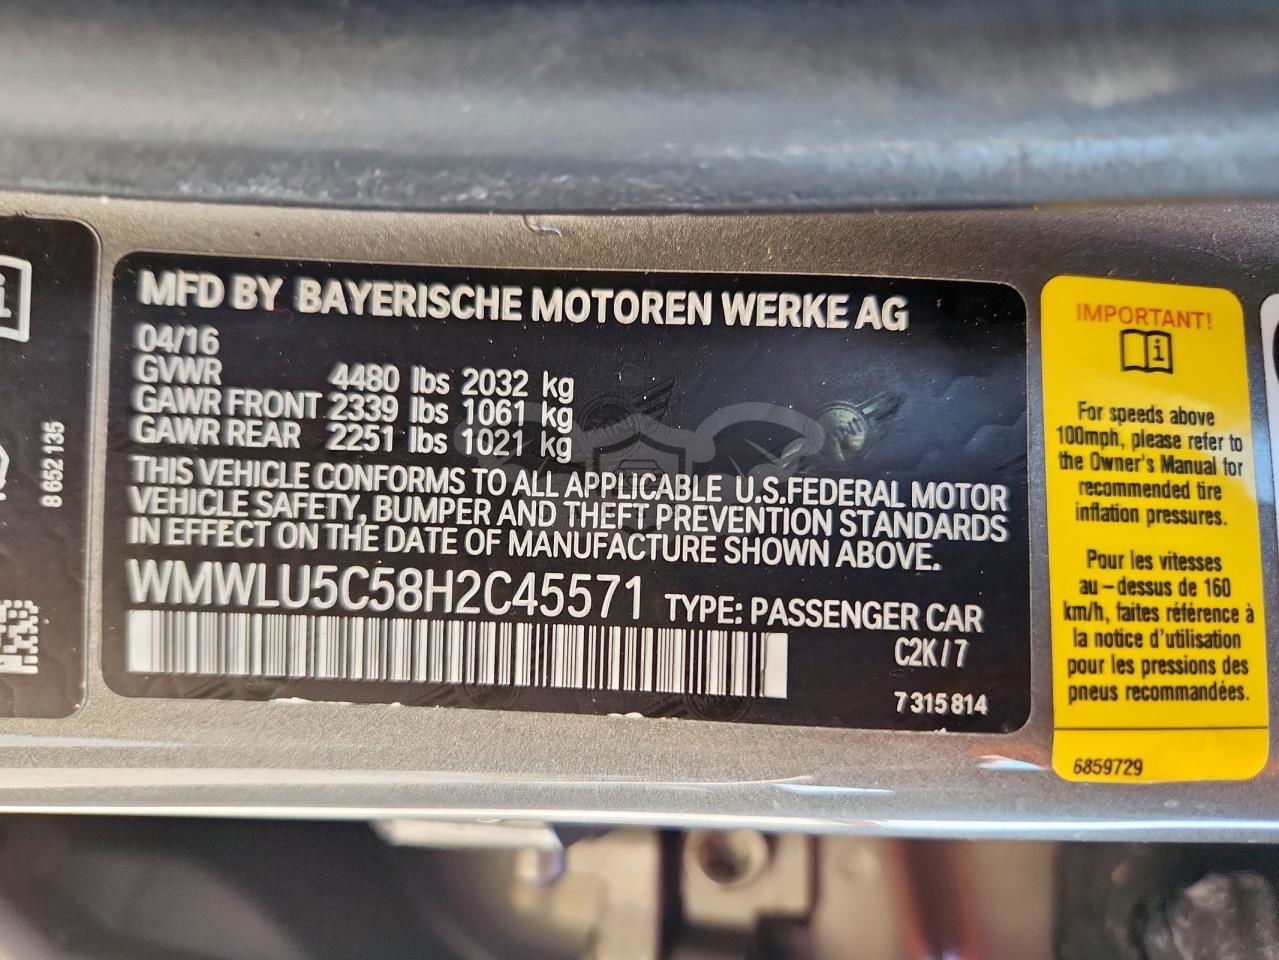 MFD BY BAYERISCHE MOTOREN WERKE AG
04/16
GVWR 4480 lbs 2032 kg
GAWR FRONT 2339 lbs 1061 kg
GAWR REAR 2251 lbs 1021 kg
THIS VEHICLE CONFORMS TO ALL APPLICABLE U.S.FEDERAL MOTOR
VEHICLE SAFETY, BUMPER AND THEFT PREVENTION STANDARDS
IN EFFECT ON THE DATE OF MANUFACTURE SHOWN ABOVE.
WMWLU5C58H2C45571 TYPE: PASSENGER CAR
C2K/7
7 315 814
8 652 135
IMPORTANT!
For speeds above
100mph, please refer to
the Owner's Manual for
recommended tire
inflation pressures.
Pour les vitesses
au-dessus de 160
km/h, faites référence à
la notice d'utilisation
pour les pressions des
pneus recommandées.
6859729